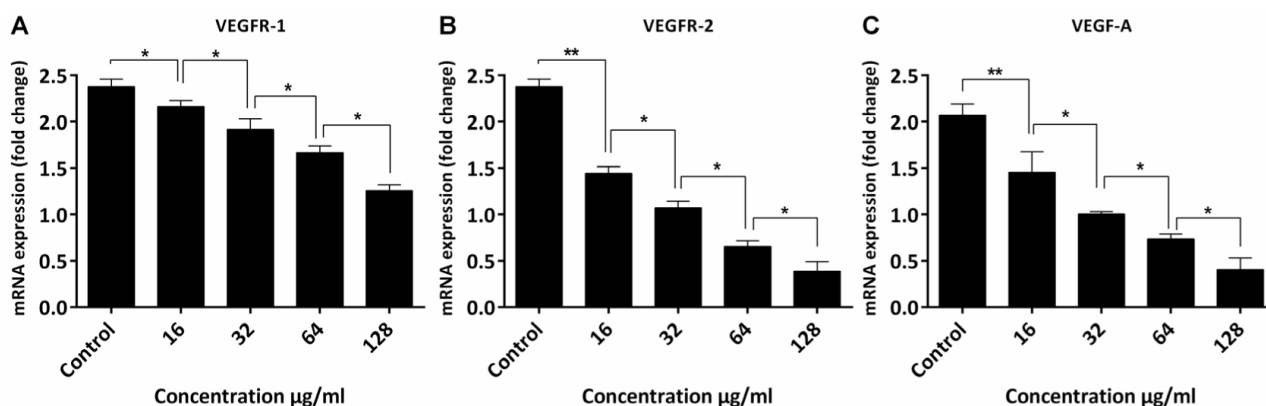 A
VEGFR-1
mRNA expression (fold change)
2.5
2.0
1.5
1.0
0.5
0.0
*
*
*
*
Control
16
32
64
128
Concentration µg/ml
B
VEGFR-2
mRNA expression (fold change)
2.5
2.0
1.5
1.0
0.5
0.0
**
*
*
*
Control
16
32
64
128
Concentration µg/ml
C
VEGF-A
mRNA expression (fold change)
2.5
2.0
1.5
1.0
0.5
0.0
**
*
*
*
Control
16
32
64
128
Concentration µg/ml